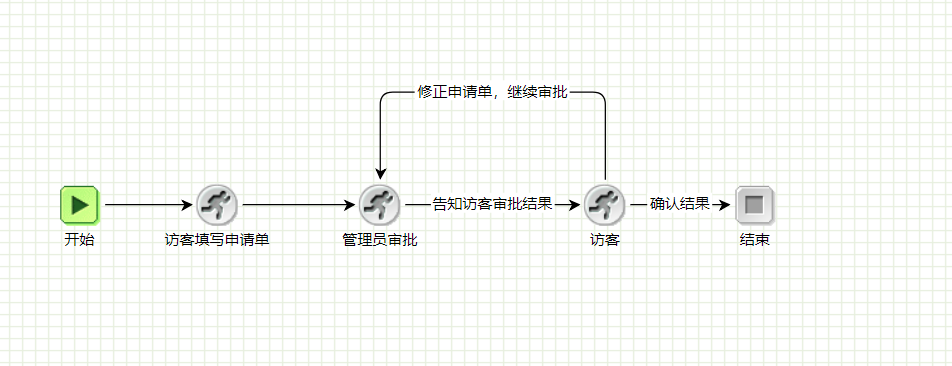 修正申请单，继续审批
告知访客审批结果
确认结果
开始
访客填写申请单
管理员审批
访客
结束